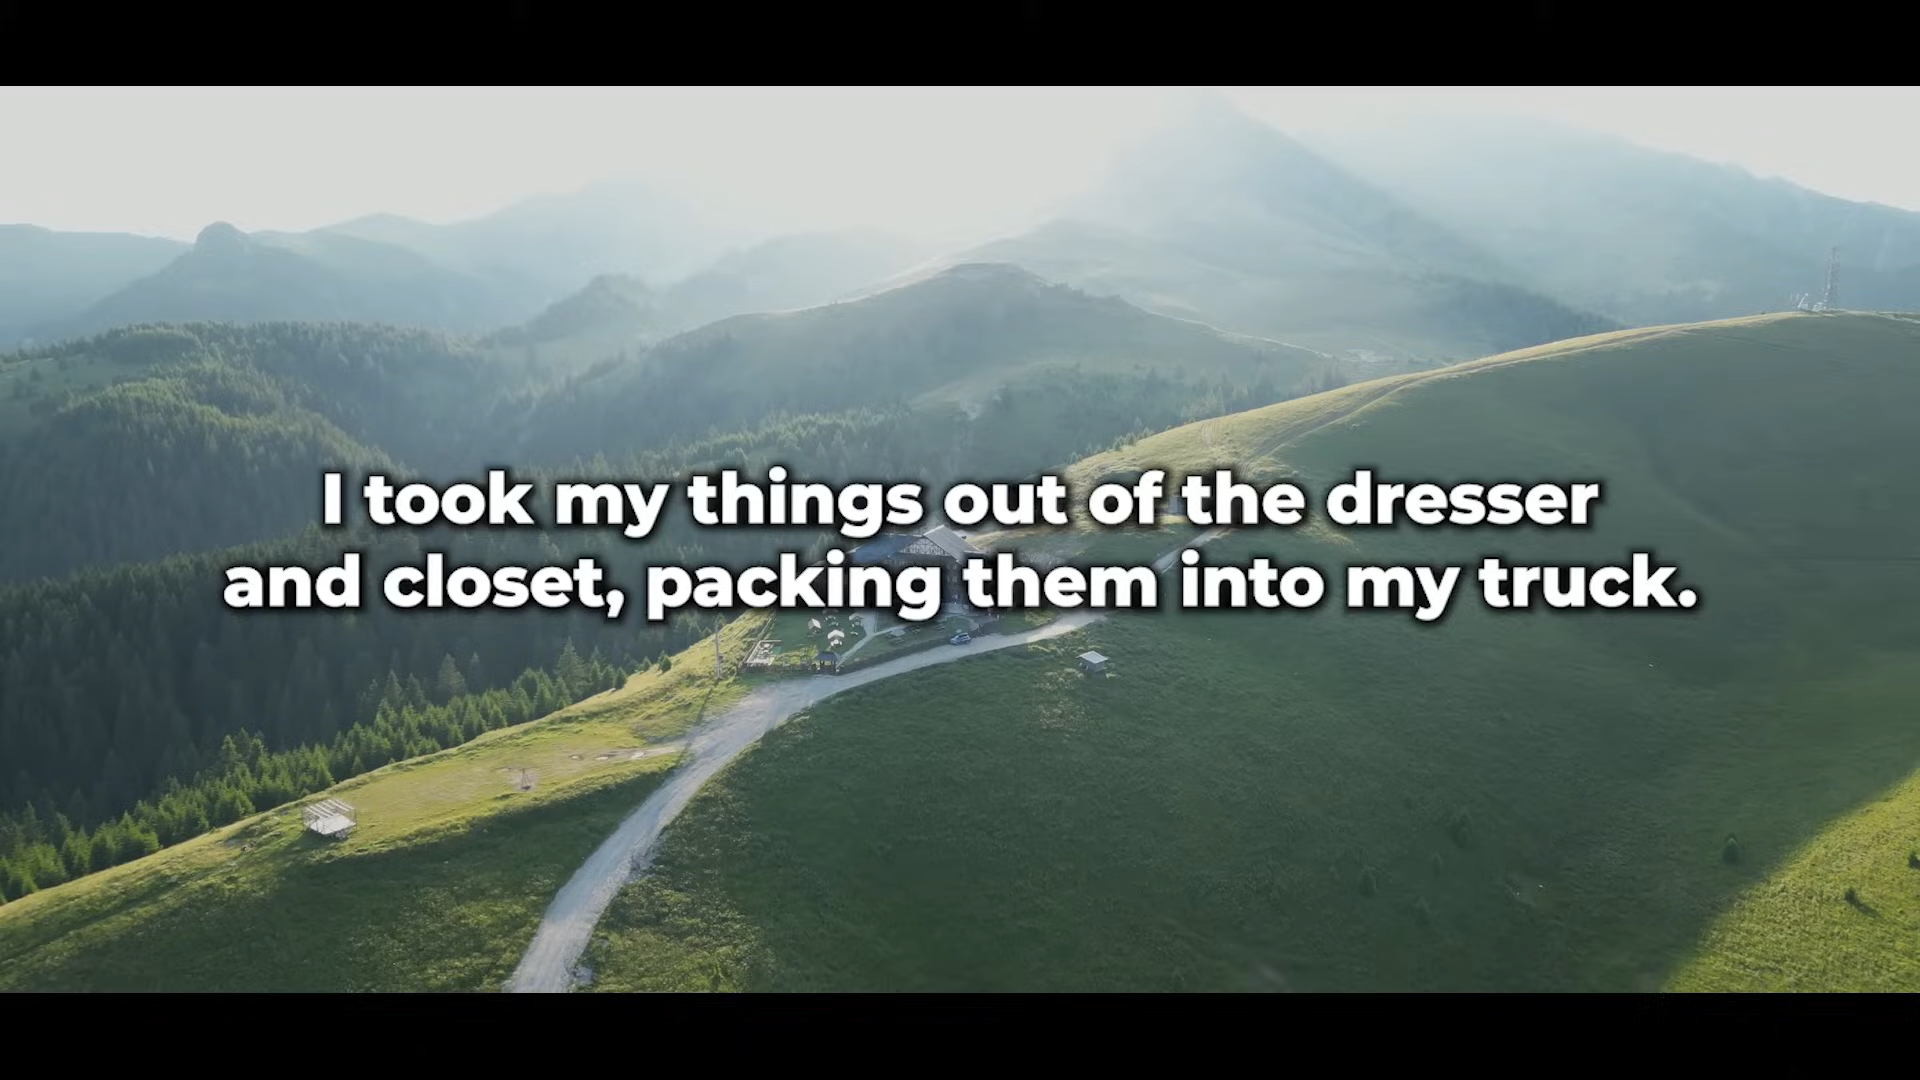 I took my things out of the dresser
and closet, packing them into my truck.